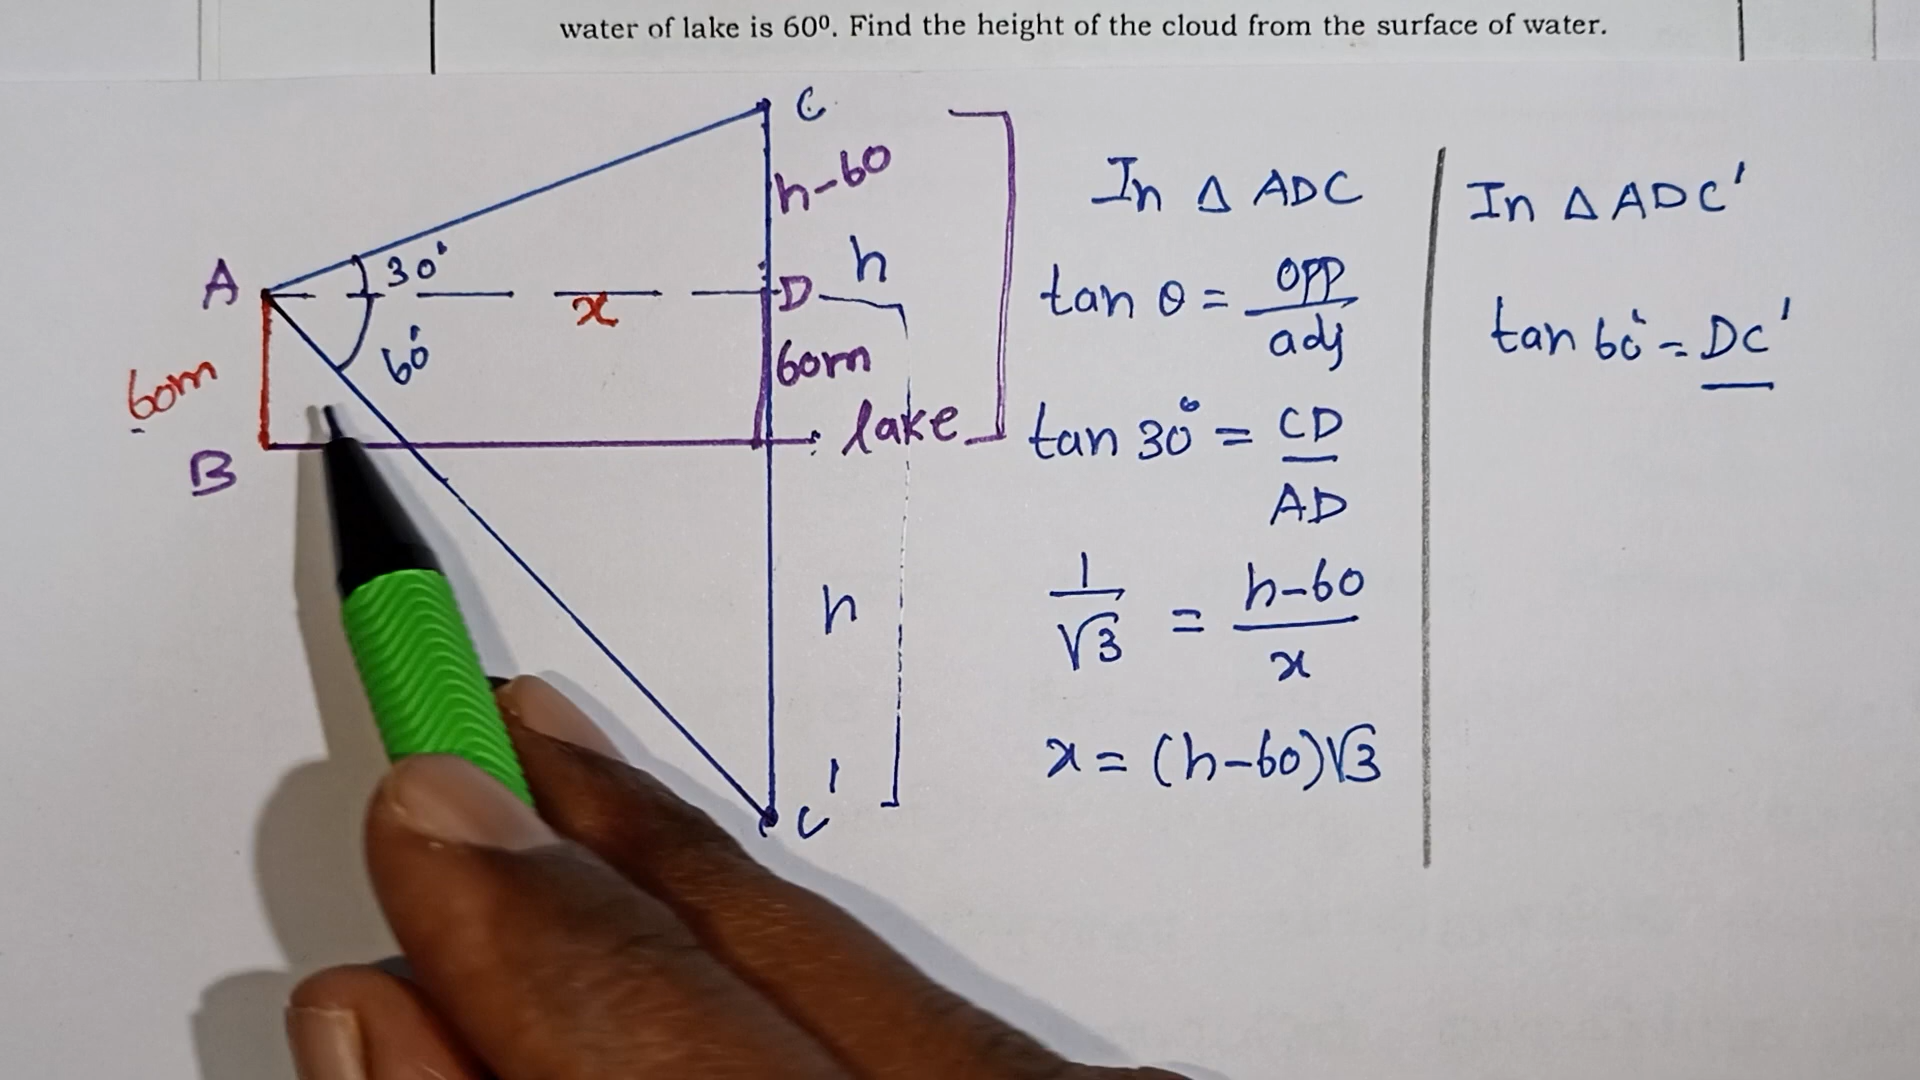 water of lake is 60⁰. Find the height of the cloud from the surface of water.
C
h-60
A
30°
D
h
x
60°
60m
60m
lake
B
h
C'
In Δ ADC
tan θ = opp
adj
tan 30° = CD
AD
1 = h-60
√3 x
x = (h-60)√3
In Δ ADC'
tan 60° = DC'